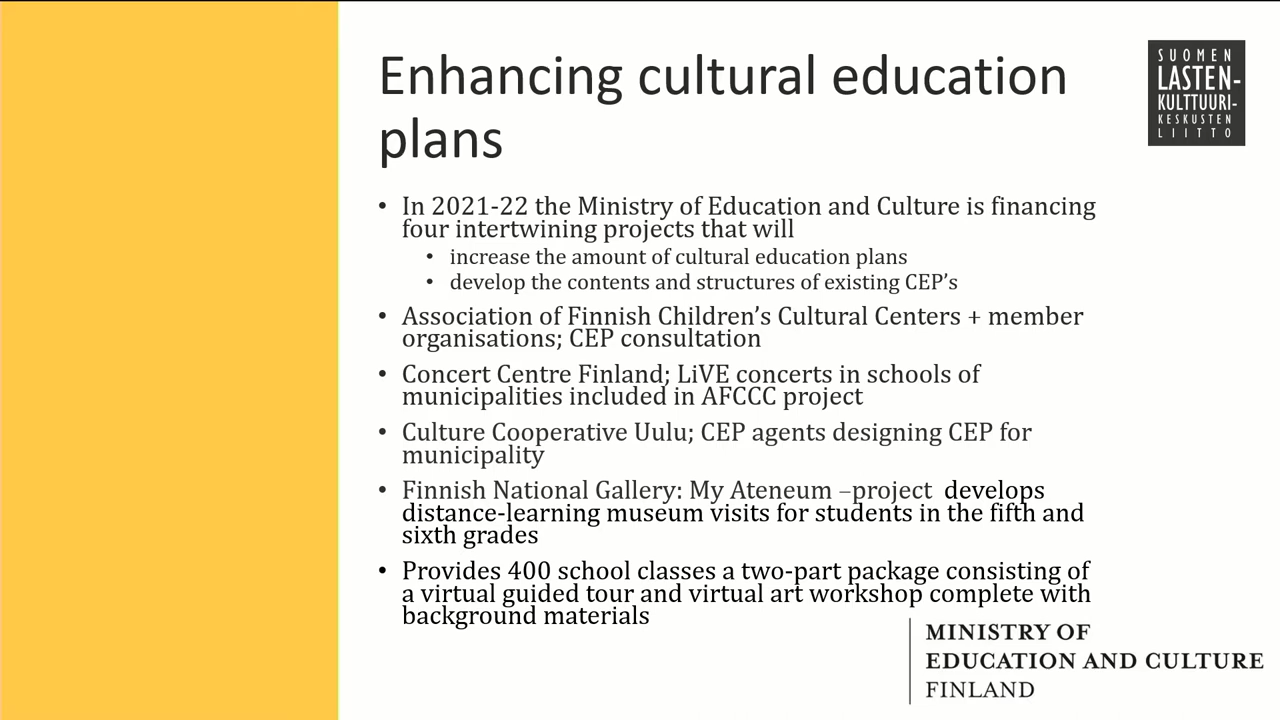 Enhancing cultural education
plans
SUOMEN
LASTEN-
KULTTUURI-
KESKUSTEN
LIITTO
• In 2021-22 the Ministry of Education and Culture is financing
four intertwining projects that will
• increase the amount of cultural education plans
• develop the contents and structures of existing CEP’s
• Association of Finnish Children’s Cultural Centers + member
organisations; CEP consultation
• Concert Centre Finland; LiVE concerts in schools of
municipalities included in AFCCC project
• Culture Cooperative Uulu; CEP agents designing CEP for
municipality
• Finnish National Gallery: My Ateneum –project develops
distance-learning museum visits for students in the fifth and
sixth grades
• Provides 400 school classes a two-part package consisting of
a virtual guided tour and virtual art workshop complete with
background materials
MINISTRY OF
EDUCATION AND CULTURE
FINLAND